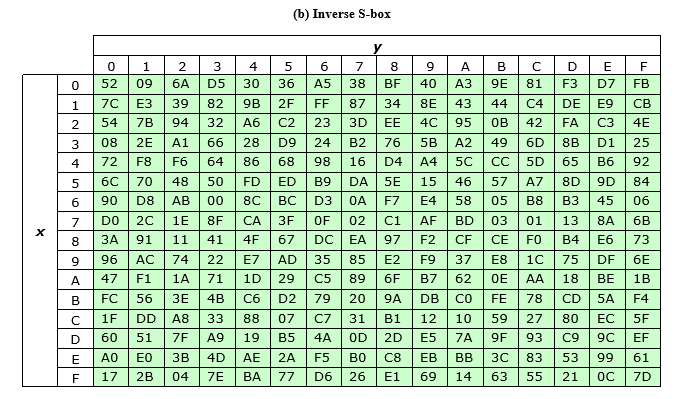 (b) Inverse S-box
y
0 1 2 3 4 5 6 7 8 9 A B C D E F
0 52 09 6A D5 30 36 A5 38 BF 40 A3 9E 81 F3 D7 FB
1 7C E3 39 82 9B 2F FF 87 34 8E 43 44 C4 DE E9 CB
2 54 7B 94 32 A6 C2 23 3D EE 4C 95 0B 42 FA C3 4E
3 08 2E A1 66 28 D9 24 B2 76 5B A2 49 6D 8B D1 25
4 72 F8 F6 64 86 68 98 16 D4 A4 5C CC 5D 65 B6 92
5 6C 70 48 50 FD ED B9 DA 5E 15 46 57 A7 8D 9D 84
6 90 D8 AB 00 8C BC D3 0A F7 E4 58 05 B8 B3 45 06
7 D0 2C 1E 8F CA 3F 0F 02 C1 AF BD 03 01 13 8A 6B
x 8 3A 91 11 41 4F 67 DC EA 97 F2 CF CE F0 B4 E6 73
9 96 AC 74 22 E7 AD 35 85 E2 F9 37 E8 1C 75 DF 6E
A 47 F1 1A 71 1D 29 C5 89 6F B7 62 0E AA 18 BE 1B
B FC 56 3E 4B C6 D2 79 20 9A DB C0 FE 78 CD 5A F4
C 1F DD A8 33 88 07 C7 31 B1 12 10 59 27 80 EC 5F
D 60 51 7F A9 19 B5 4A 0D 2D E5 7A 9F 93 C9 9C EF
E A0 E0 3B 4D AE 2A F5 B0 C8 EB BB 3C 83 53 99 61
F 17 2B 04 7E BA 77 D6 26 E1 69 14 63 55 21 0C 7D